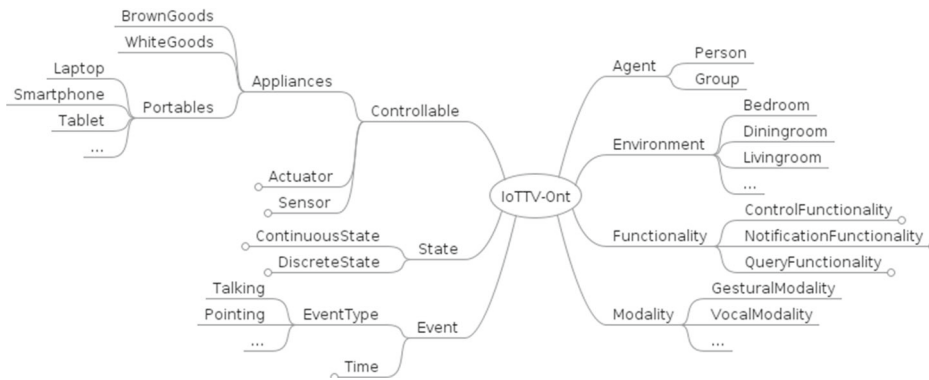 BrownGoods
WhiteGoods
Laptop
Smartphone
Tablet
...
Portables
Appliances
Controllable
Actuator
Sensor
ContinuousState
DiscreteState
State
Talking
Pointing
...
EventType
Event
Time
IoTTV-Ont
Agent
Person
Group
Environment
Bedroom
Diningroom
Livingroom
...
Functionality
ControlFunctionality
NotificationFunctionality
QueryFunctionality
Modality
GesturalModality
VocalModality
...